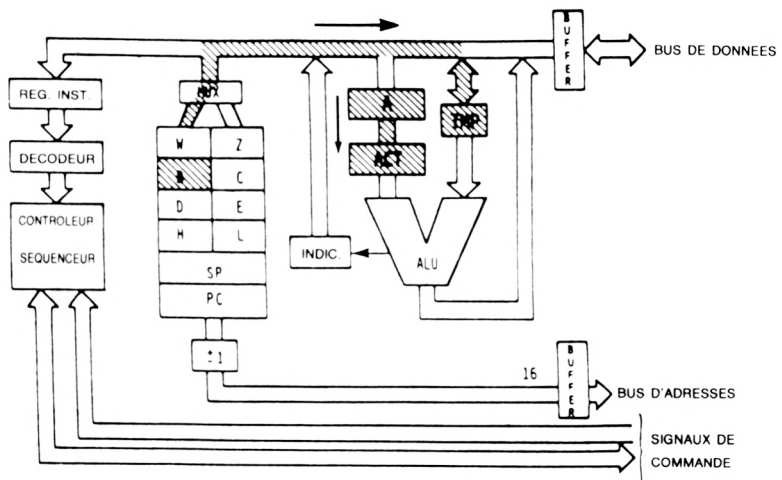 BUFFER
BUS DE DONNEES
REG. INST.
MUX
A
TMP
DECODEUR
W Z
ACT
B C
D E
CONTROLEUR
SEQUENCEUR
H L
INDIC.
ALU
SP
PC
±1
16
BUFFER
BUS D'ADRESSES
SIGNAUX DE
COMMANDE